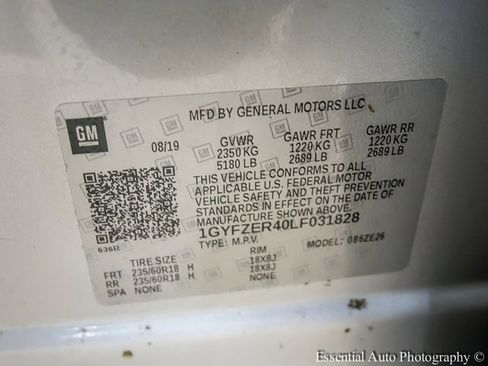 MFD BY GENERAL MOTORS LLC
GM
08/19
GVWR GAWR FRT GAWR RR
2350 KG 1220 KG 1220 KG
5180 LB 2689 LB 2689 LB
THIS VEHICLE CONFORMS TO ALL
APPLICABLE U.S. FEDERAL MOTOR
VEHICLE SAFETY AND THEFT PREVENTION
STANDARDS IN EFFECT ON THE DATE OF
MANUFACTURE SHOWN ABOVE.
1GYFZER40LF031828
TYPE: M.P.V. MODEL: 086ZE26
636R
TIRE SIZE RIM
FRT 235/60R18 H 18X8J
RR 235/60R18 H 18X8J
SPA NONE NONE
Essential Auto Photography ©